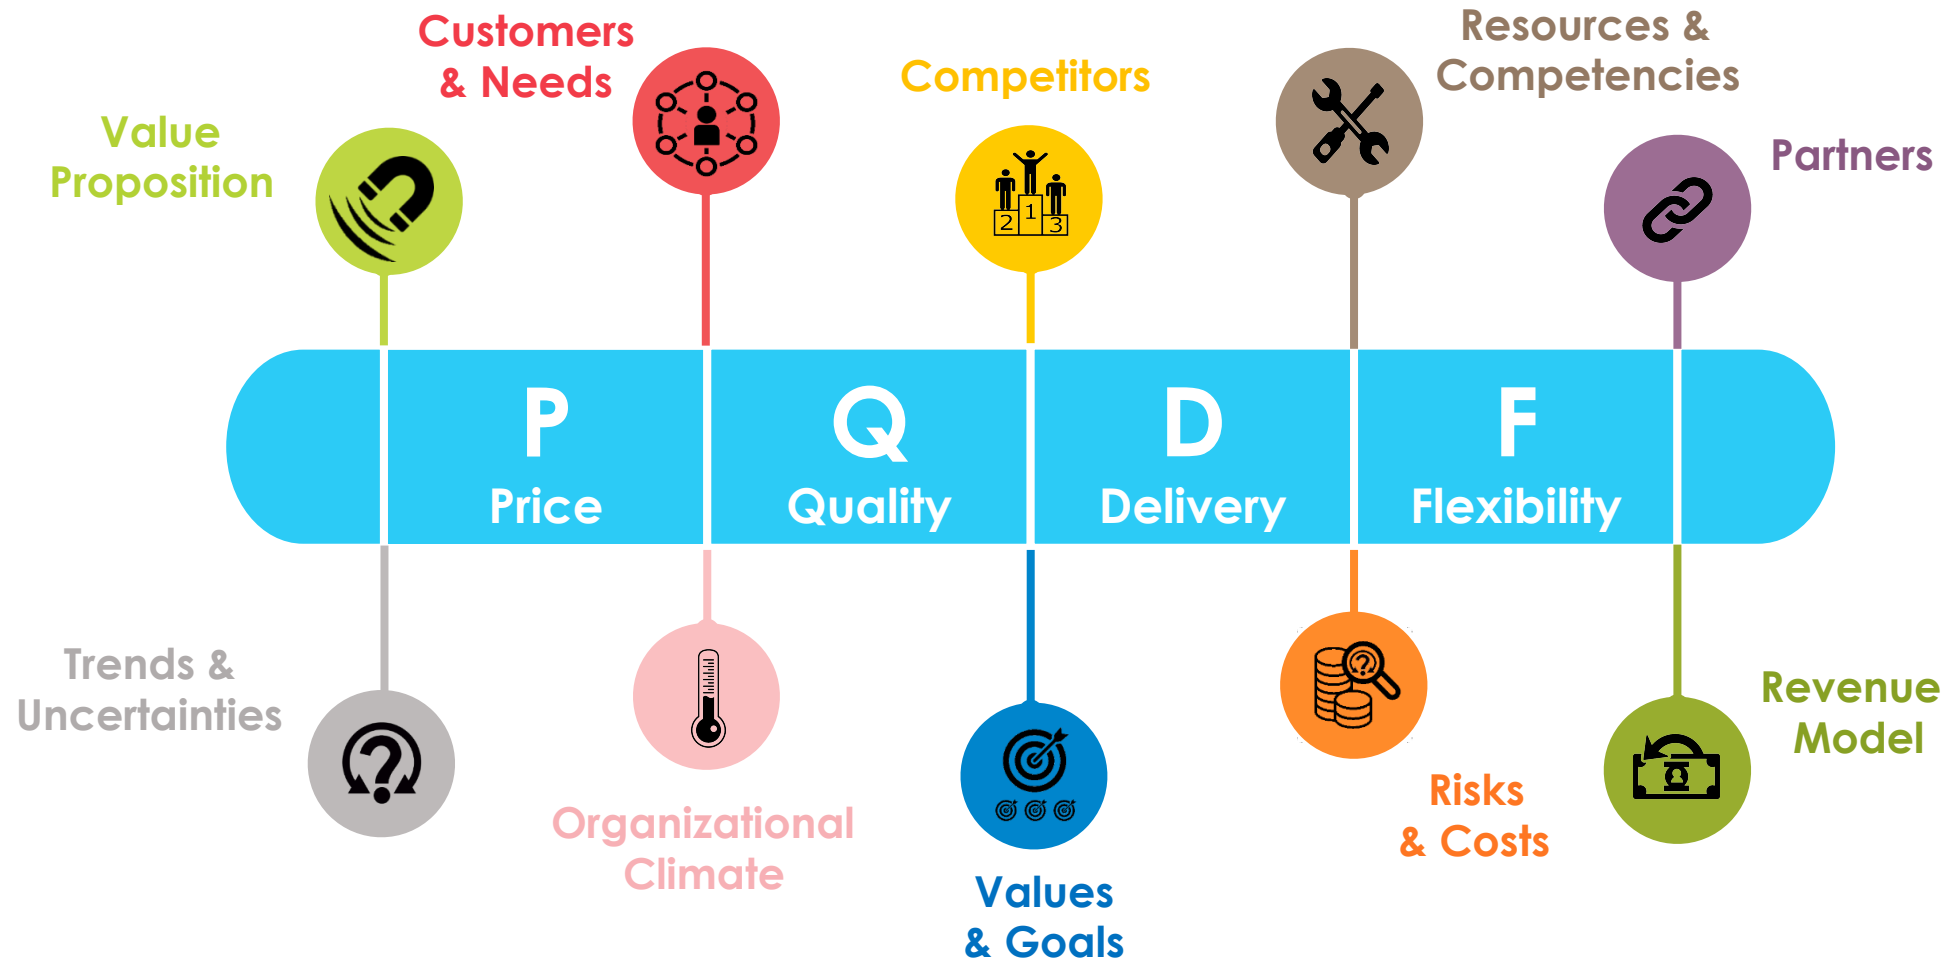 Customers
& Needs
Resources &
Competencies
Competitors
Value
Proposition
Partners
2
1
3
P
Q
D
F
Price
Quality
Delivery
Flexibility
Trends &
Uncertainties
?
?
Revenue
Model
Organizational
Climate
Risks
& Costs
Values
& Goals